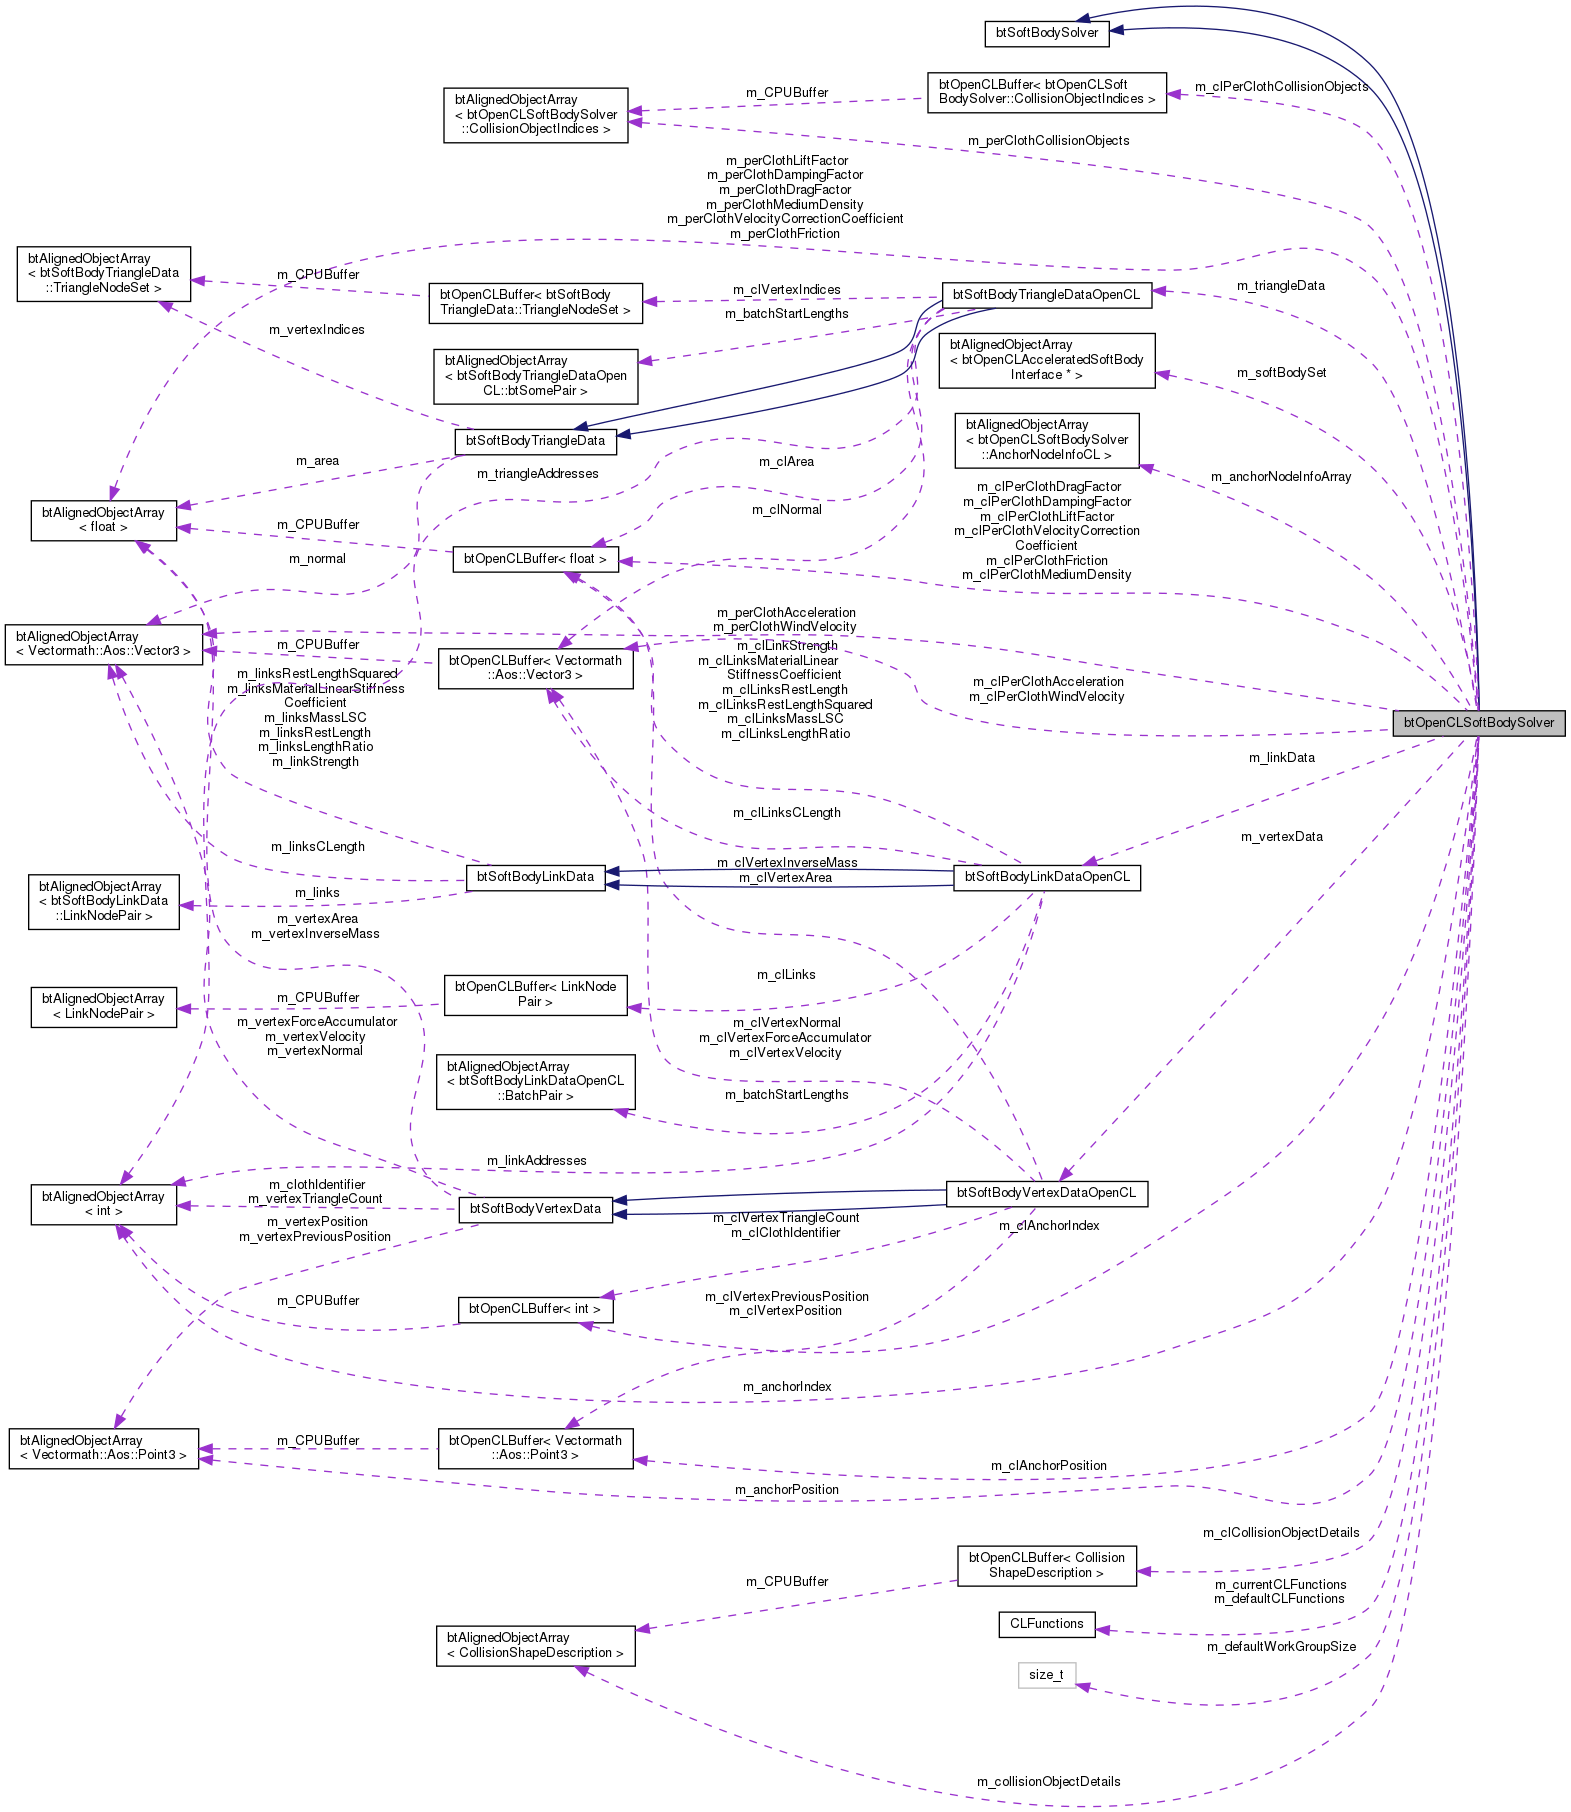 btSoftBodySolver
btOpenCLBuffer< btOpenCLSoft
BodySolver::CollisionObjectIndices >
m_clPerClothCollisionObjects
m_CPUBuffer
btAlignedObjectArray
< btOpenCLSoftBodySolver
::CollisionObjectIndices >
m_perClothCollisionObjects
m_perClothLiftFactor
m_perClothDampingFactor
m_perClothDragFactor
m_perClothMediumDensity
m_perClothVelocityCorrectionCoefficient
m_perClothFriction
btAlignedObjectArray
< btSoftBodyTriangleData
::TriangleNodeSet >
m_CPUBuffer
btOpenCLBuffer< btSoftBody
TriangleData::TriangleNodeSet >
m_clVertexIndices
btSoftBodyTriangleDataOpenCL
m_triangleData
m_batchStartLengths
m_vertexIndices
btAlignedObjectArray
< btSoftBodyTriangleDataOpen
CL::btSomePair >
btAlignedObjectArray
< btOpenCLAcceleratedSoftBody
Interface * >
m_softBodySet
btSoftBodyTriangleData
btAlignedObjectArray
< btOpenCLSoftBodySolver
::AnchorNodeInfoCL >
m_anchorNodeInfoArray
m_area
m_triangleAddresses
m_clArea
m_clNormal
btAlignedObjectArray
< float >
m_CPUBuffer
m_normal
btOpenCLBuffer< float >
m_clPerClothDragFactor
m_clPerClothDampingFactor
m_clPerClothLiftFactor
m_clPerClothVelocityCorrection
Coefficient
m_clPerClothFriction
m_clPerClothMediumDensity
btAlignedObjectArray
< Vectormath::Aos::Vector3 >
m_CPUBuffer
btOpenCLBuffer< Vectormath
::Aos::Vector3 >
m_perClothAcceleration
m_perClothWindVelocity
m_clLinkStrength
m_clLinksMaterialLinear
StiffnessCoefficient
m_clLinksRestLength
m_clLinksRestLengthSquared
m_clLinksMassLSC
m_clLinksLengthRatio
m_clPerClothAcceleration
m_clPerClothWindVelocity
btOpenCLSoftBodySolver
m_linksRestLengthSquared
m_linksMaterialLinearStiffness
Coefficient
m_linksMassLSC
m_linksRestLength
m_linksLengthRatio
m_linkStrength
m_linkData
m_clLinksCLength
m_vertexData
m_linksCLength
btSoftBodyLinkData
m_clVertexInverseMass
m_clVertexArea
btSoftBodyLinkDataOpenCL
btAlignedObjectArray
< btSoftBodyLinkData
::LinkNodePair >
m_links
m_vertexArea
m_vertexInverseMass
btAlignedObjectArray
< LinkNodePair >
m_CPUBuffer
btOpenCLBuffer< LinkNode
Pair >
m_clLinks
m_vertexForceAccumulator
m_vertexVelocity
m_vertexNormal
m_clVertexNormal
m_clVertexForceAccumulator
m_clVertexVelocity
btAlignedObjectArray
< btSoftBodyLinkDataOpenCL
::BatchPair >
m_batchStartLengths
m_linkAddresses
btAlignedObjectArray
< int >
m_clothIdentifier
m_vertexTriangleCount
btSoftBodyVertexData
btSoftBodyVertexDataOpenCL
m_vertexPosition
m_vertexPreviousPosition
m_clVertexTriangleCount
m_clClothIdentifier
m_clAnchorIndex
m_CPUBuffer
btOpenCLBuffer< int >
m_clVertexPreviousPosition
m_clVertexPosition
m_anchorIndex
btAlignedObjectArray
< Vectormath::Aos::Point3 >
m_CPUBuffer
btOpenCLBuffer< Vectormath
::Aos::Point3 >
m_clAnchorPosition
m_anchorPosition
m_clCollisionObjectDetails
btOpenCLBuffer< Collision
ShapeDescription >
m_CPUBuffer
m_currentCLFunctions
m_defaultCLFunctions
CLFunctions
btAlignedObjectArray
< CollisionShapeDescription >
m_defaultWorkGroupSize
size_t
m_collisionObjectDetails